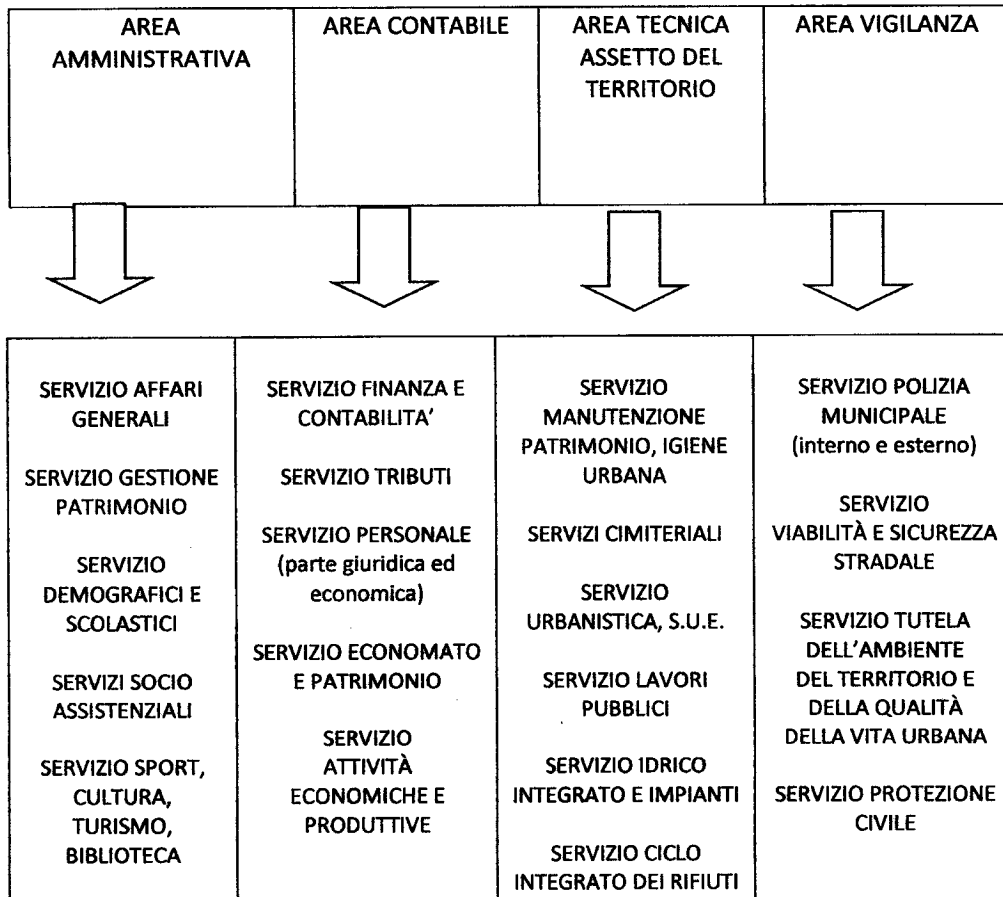 AREA
AMMINISTRATIVA
AREA CONTABILE
AREA TECNICA
ASSETTO DEL
TERRITORIO
AREA VIGILANZA
SERVIZIO AFFARI
GENERALI
SERVIZIO GESTIONE
PATRIMONIO
SERVIZIO
DEMOGRAFICI E
SCOLASTICI
SERVIZI SOCIO
ASSISTENZIALI
SERVIZIO SPORT,
CULTURA,
TURISMO,
BIBLIOTECA
SERVIZIO FINANZA E
CONTABILITA'
SERVIZIO TRIBUTI
SERVIZIO PERSONALE
(parte giuridica ed
economica)
SERVIZIO ECONOMATO
E PATRIMONIO
SERVIZIO
ATTIVITÀ
ECONOMICHE E
PRODUTTIVE
SERVIZIO
MANUTENZIONE
PATRIMONIO, IGIENE
URBANA
SERVIZI CIMITERIALI
SERVIZIO
URBANISTICA, S.U.E.
SERVIZIO LAVORI
PUBBLICI
SERVIZIO IDRICO
INTEGRATO E IMPIANTI
SERVIZIO CICLO
INTEGRATO DEI RIFIUTI
SERVIZIO POLIZIA
MUNICIPALE
(interno e esterno)
SERVIZIO
VIABILITÀ E SICUREZZA
STRADALE
SERVIZIO TUTELA
DELL'AMBIENTE
DEL TERRITORIO E
DELLA QUALITÀ
DELLA VITA URBANA
SERVIZIO PROTEZIONE
CIVILE